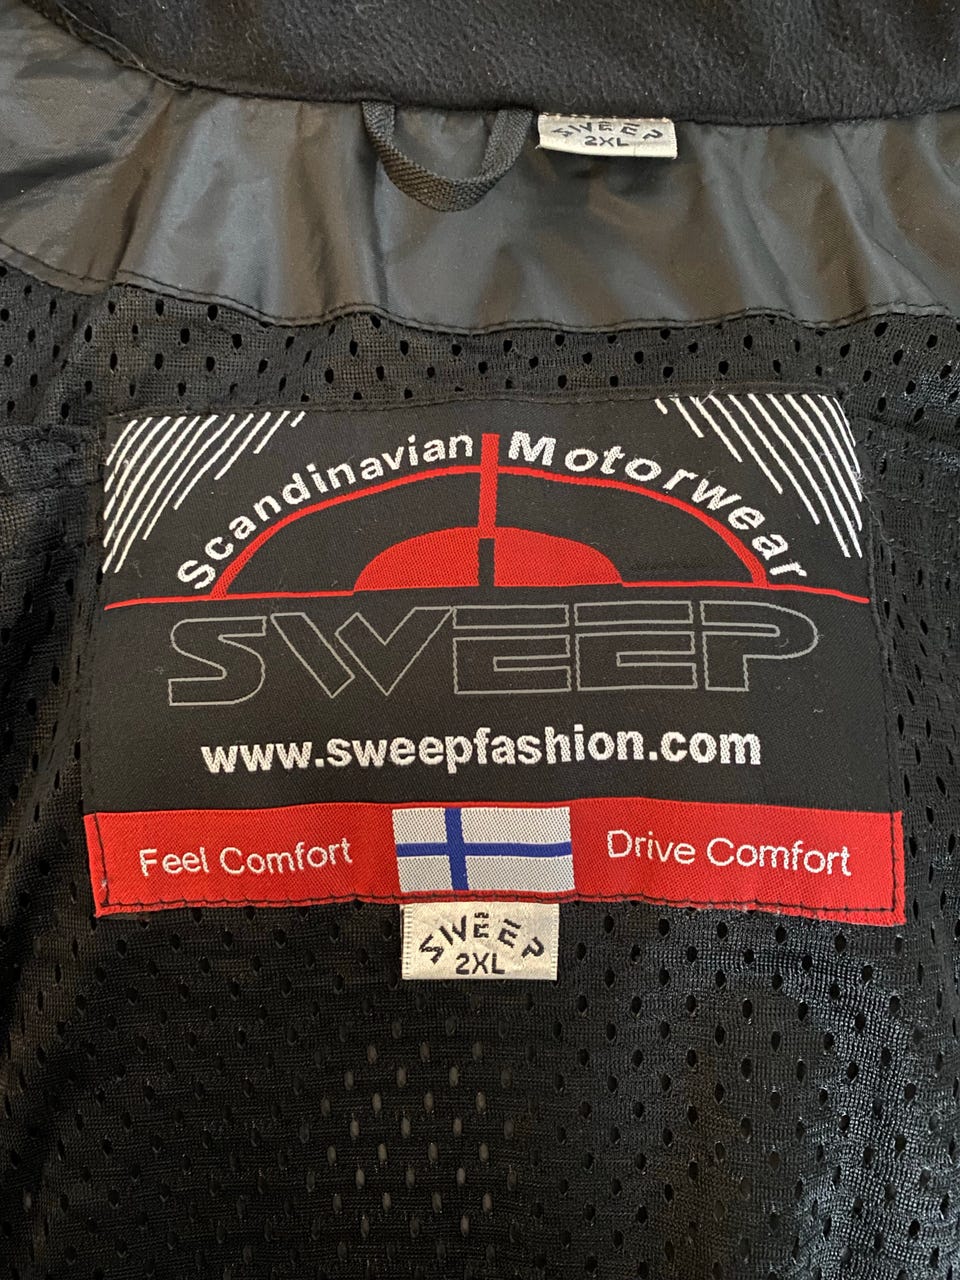 SWEEP
2XL
Scandinavian Motorwear
SWEEP
www.sweepfashion.com
Feel Comfort Drive Comfort
SWEEP
2XL